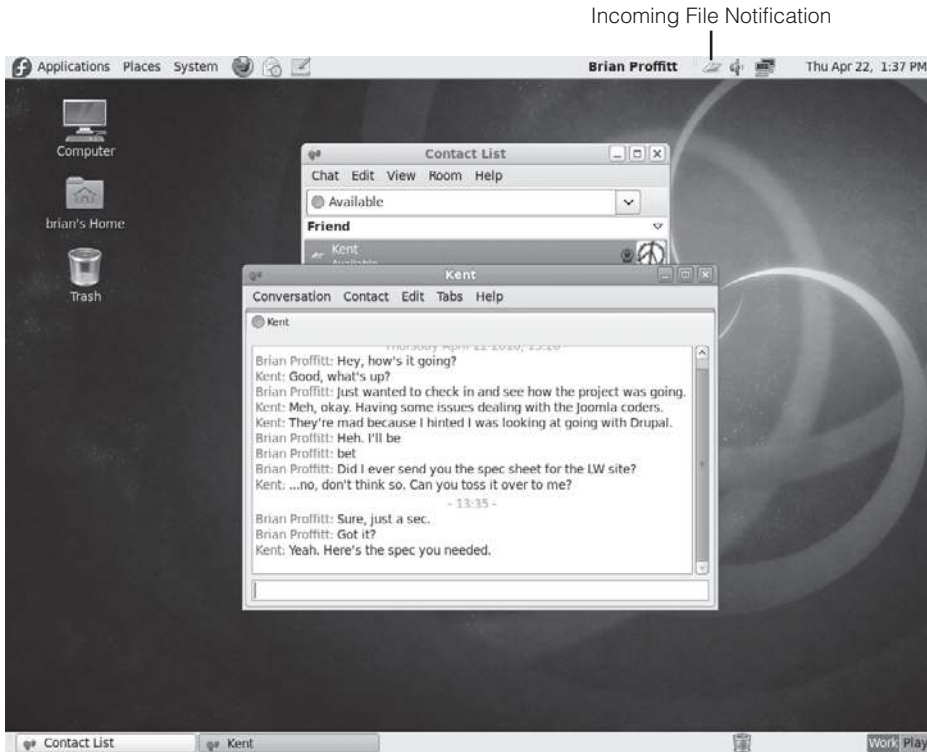 Incoming File Notification
Applications Places System Brian Proffitt Thu Apr 22, 1:37 PM
Computer
brian's Home
Trash
Contact List
Chat Edit View Room Help
Available
Friend
Kent
Available
Kent
Conversation Contact Edit Tabs Help
Kent
Thursday April 22 2010, 13:26 -
Brian Proffitt: Hey, how's it going?
Kent: Good, what's up?
Brian Proffitt: Just wanted to check in and see how the project was going.
Kent: Meh, okay. Having some issues dealing with the Joomla coders.
Kent: They're mad because I hinted I was looking at going with Drupal.
Brian Proffitt: Heh. I'll be
Brian Proffitt: bet
Brian Proffitt: Did I ever send you the spec sheet for the LW site?
Kent: ...no, don't think so. Can you toss it over to me?
- 13:35 -
Brian Proffitt: Sure, just a sec.
Brian Proffitt: Got it?
Kent: Yeah. Here's the spec you needed.
Contact List Kent Work Play